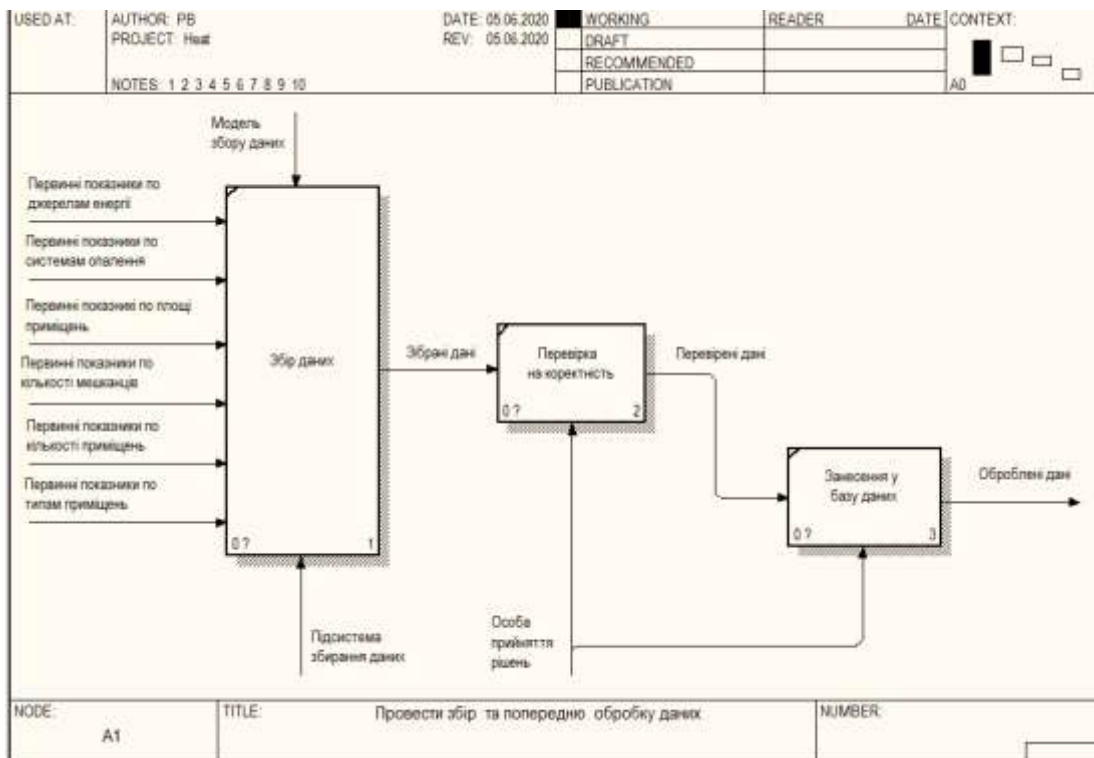 USED AT:
AUTHOR: PB
DATE: 05.06.2020
WORKING
READER
DATE
CONTEXT:
PROJECT: Heat
REV: 05.06.2020
DRAFT
RECOMMENDED
NOTES: 1 2 3 4 5 6 7 8 9 10
PUBLICATION
A0
Модель
збору даних
Первинні показники по
джерелам енергії
Первинні показники по
системам опалення
Первинні показникі по площі
приміщень
Первинні показники по
кількості мешканців
Первинні показники по
кількості приміщень
Первинні показники по
типам приміщень
Збір даних
0 ?
1
Зібрані дані
Перевірка
на коректність
0 ?
2
Перевірені дані
Занесення у
базу даних
0 ?
3
Оброблені дані
Підсистема
збирання даних
Особа
прийняття
рішень
NODE:
A1
TITLE:
Провести збір та попередню обробку даних
NUMBER: